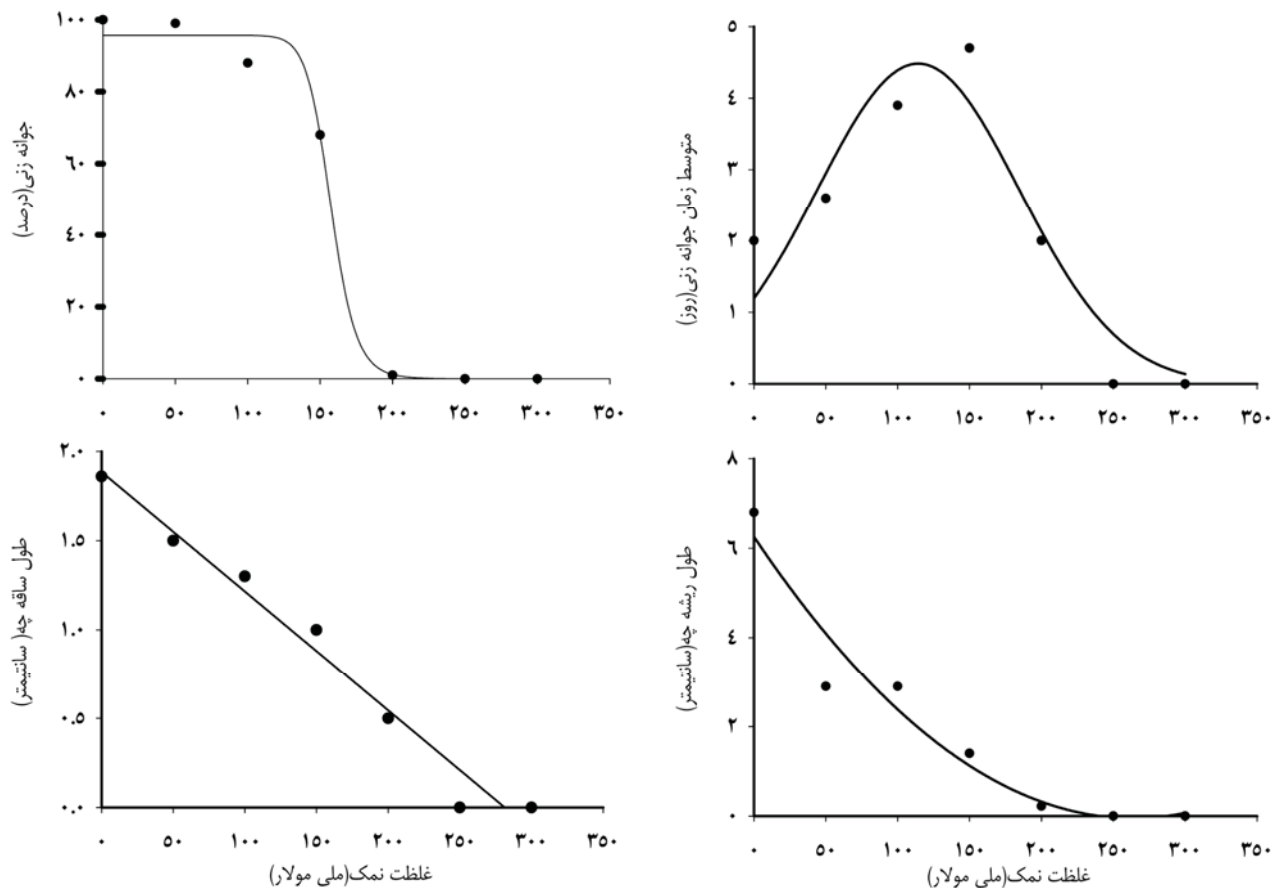 جوانه زنی(درصد)
۱۰۰
۸۰
۶۰
۴۰
۲۰
۰
۰ ۵۰ ۱۰۰ ۱۵۰ ۲۰۰ ۲۵۰ ۳۰۰ ۳۵۰
متوسط زمان جوانه زنی(روز)
۵
٤
۳
۲
۱
۰
۰ ۵۰ ۱۰۰ ۱۵۰ ۲۰۰ ۲۵۰ ۳۰۰ ۳۵۰
طول ساقه چه( سانتیمتر)
۲.۰
۱.۵
۱.۰
۰.۵
۰.۰
۰ ۵۰ ۱۰۰ ۱۵۰ ۲۰۰ ۲۵۰ ۳۰۰ ۳۵۰
غلظت نمک(ملی مولار)
طول ریشه چه(سانتیمتر)
۸
۶
٤
۲
۰
۰ ۵۰ ۱۰۰ ۱۵۰ ۲۰۰ ۲۵۰ ۳۰۰ ۳۵۰
غلظت نمک(ملی مولار)